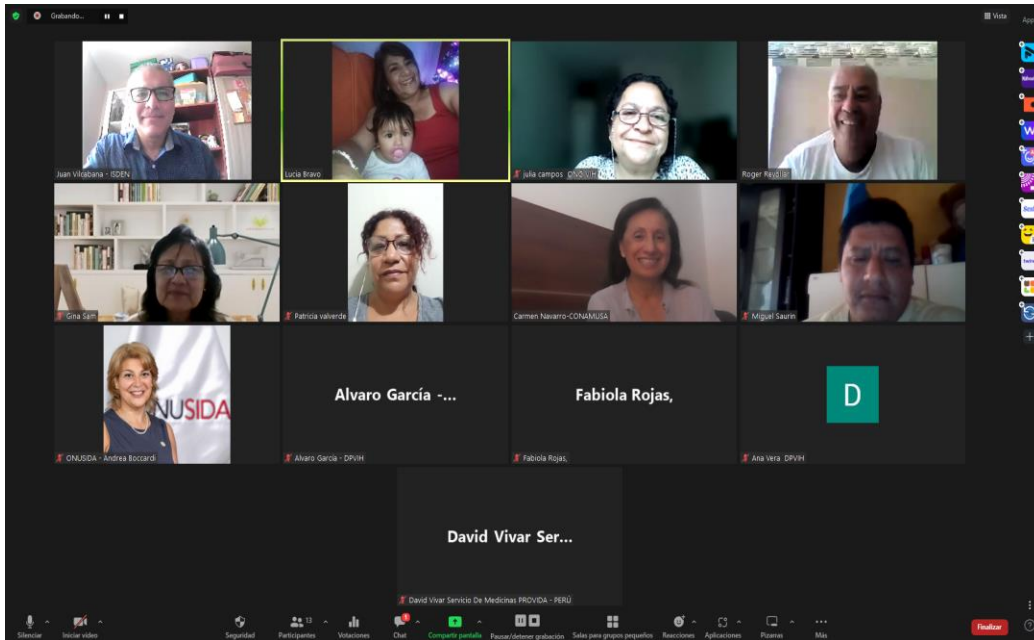 Grabando...
Vista
App
Juan Vilcabana - ISDEN
Lucia Bravo
julia campos
Roger Revollar
Gina Sam
Patricia valverde
Carmen Navarro-CONAMUSA
Miguel Saurin
NUSIDA
ONUSIDA - Andrea Boccardi
Alvaro García -...
Alvaro García - DPVIH
Fabiola Rojas,
Fabiola Rojas,
D
Ana Vera DPVIH
David Vivar Ser...
David Vivar Servicio De Medicinas PROVIDA - PERÚ
Silenciar
Iniciar video
Seguridad
13
Participantes
Votaciones
Chat
Compartir pantalla
Pausar/detener grabación
Salas para grupos pequeños
Reacciones
Aplicaciones
Pizarras
Más
Finalizar